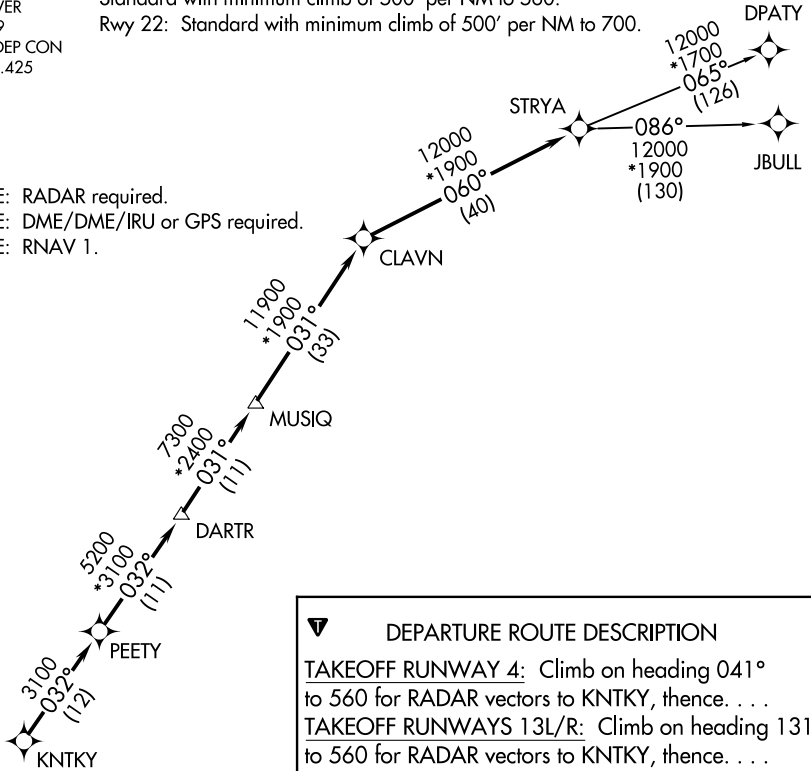 Standard with minimum climb of 500' per NM to 560.
Rwy 22: Standard with minimum climb of 500' per NM to 700.
DEP CON
.425
DPATY
12000
*1700
065°
(126)
STRYA
086°
12000
*1900
(130)
JBULL
12000
*1900
060°
(40)
RADAR required.
DME/DME/IRU or GPS required.
RNAV 1.
CLAVN
11900
*1900
031°
(33)
MUSIQ
7300
*2400
031°
(11)
DARTR
5200
*3100
032°
(11)
PEETY
3100
032°
(12)
KNTKY
T
DEPARTURE ROUTE DESCRIPTION
TAKEOFF RUNWAY 4: Climb on heading 041°
to 560 for RADAR vectors to KNTKY, thence. . . .
TAKEOFF RUNWAYS 13L/R: Climb on heading 131
to 560 for RADAR vectors to KNTKY, thence. . . .